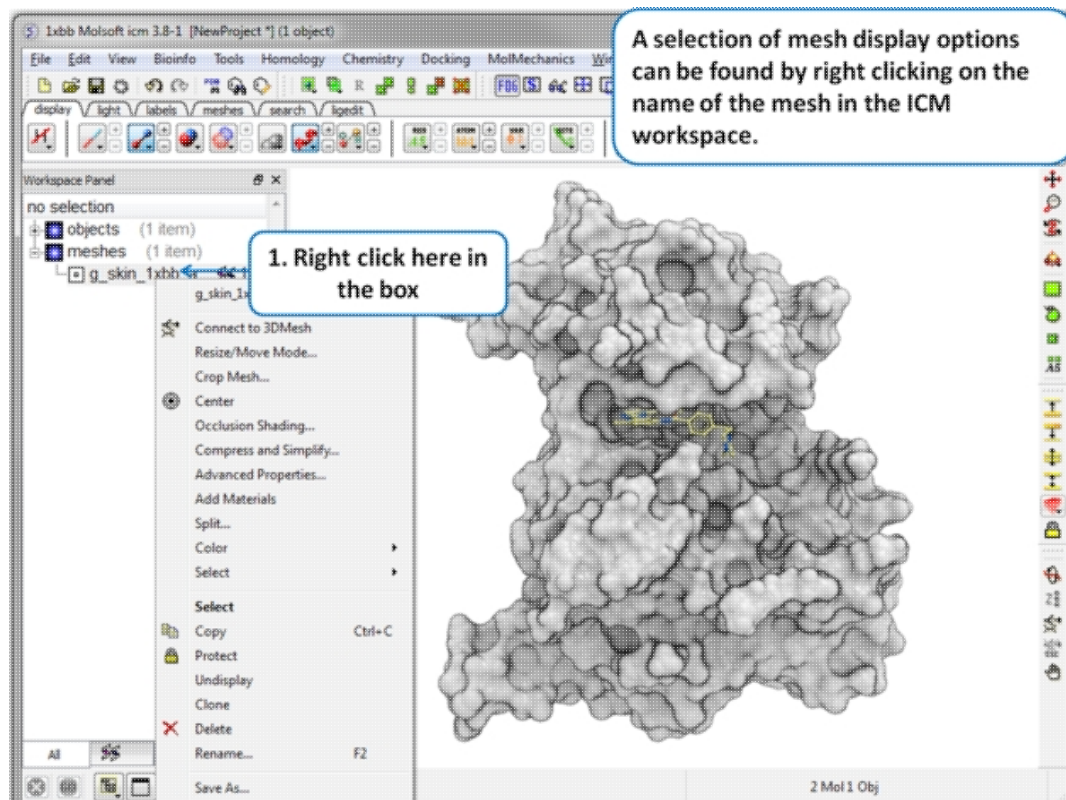 1xbb Molsoft icm 3.8-1 [NewProject *] (1 object)
File Edit View Bioinfo Tools Homology Chemistry Docking MolMechanics
A selection of mesh display options
can be found by right clicking on the
name of the mesh in the ICM
workspace.
display light labels meshes search ligedit
Workspace Panel
no selection
objects (1 item)
meshes (1 item)
g_skin_1xbb
1. Right click here in
the box
Connect to 3DMesh
Resize/Move Mode...
Crop Mesh...
Center
Occlusion Shading...
Compress and Simplify...
Advanced Properties...
Add Materials
Split...
Color
Select
Select
Copy Ctrl+C
Protect
Undisplay
Clone
Delete
Rename... F2
Save As...
All
2 Mol 1 Obj